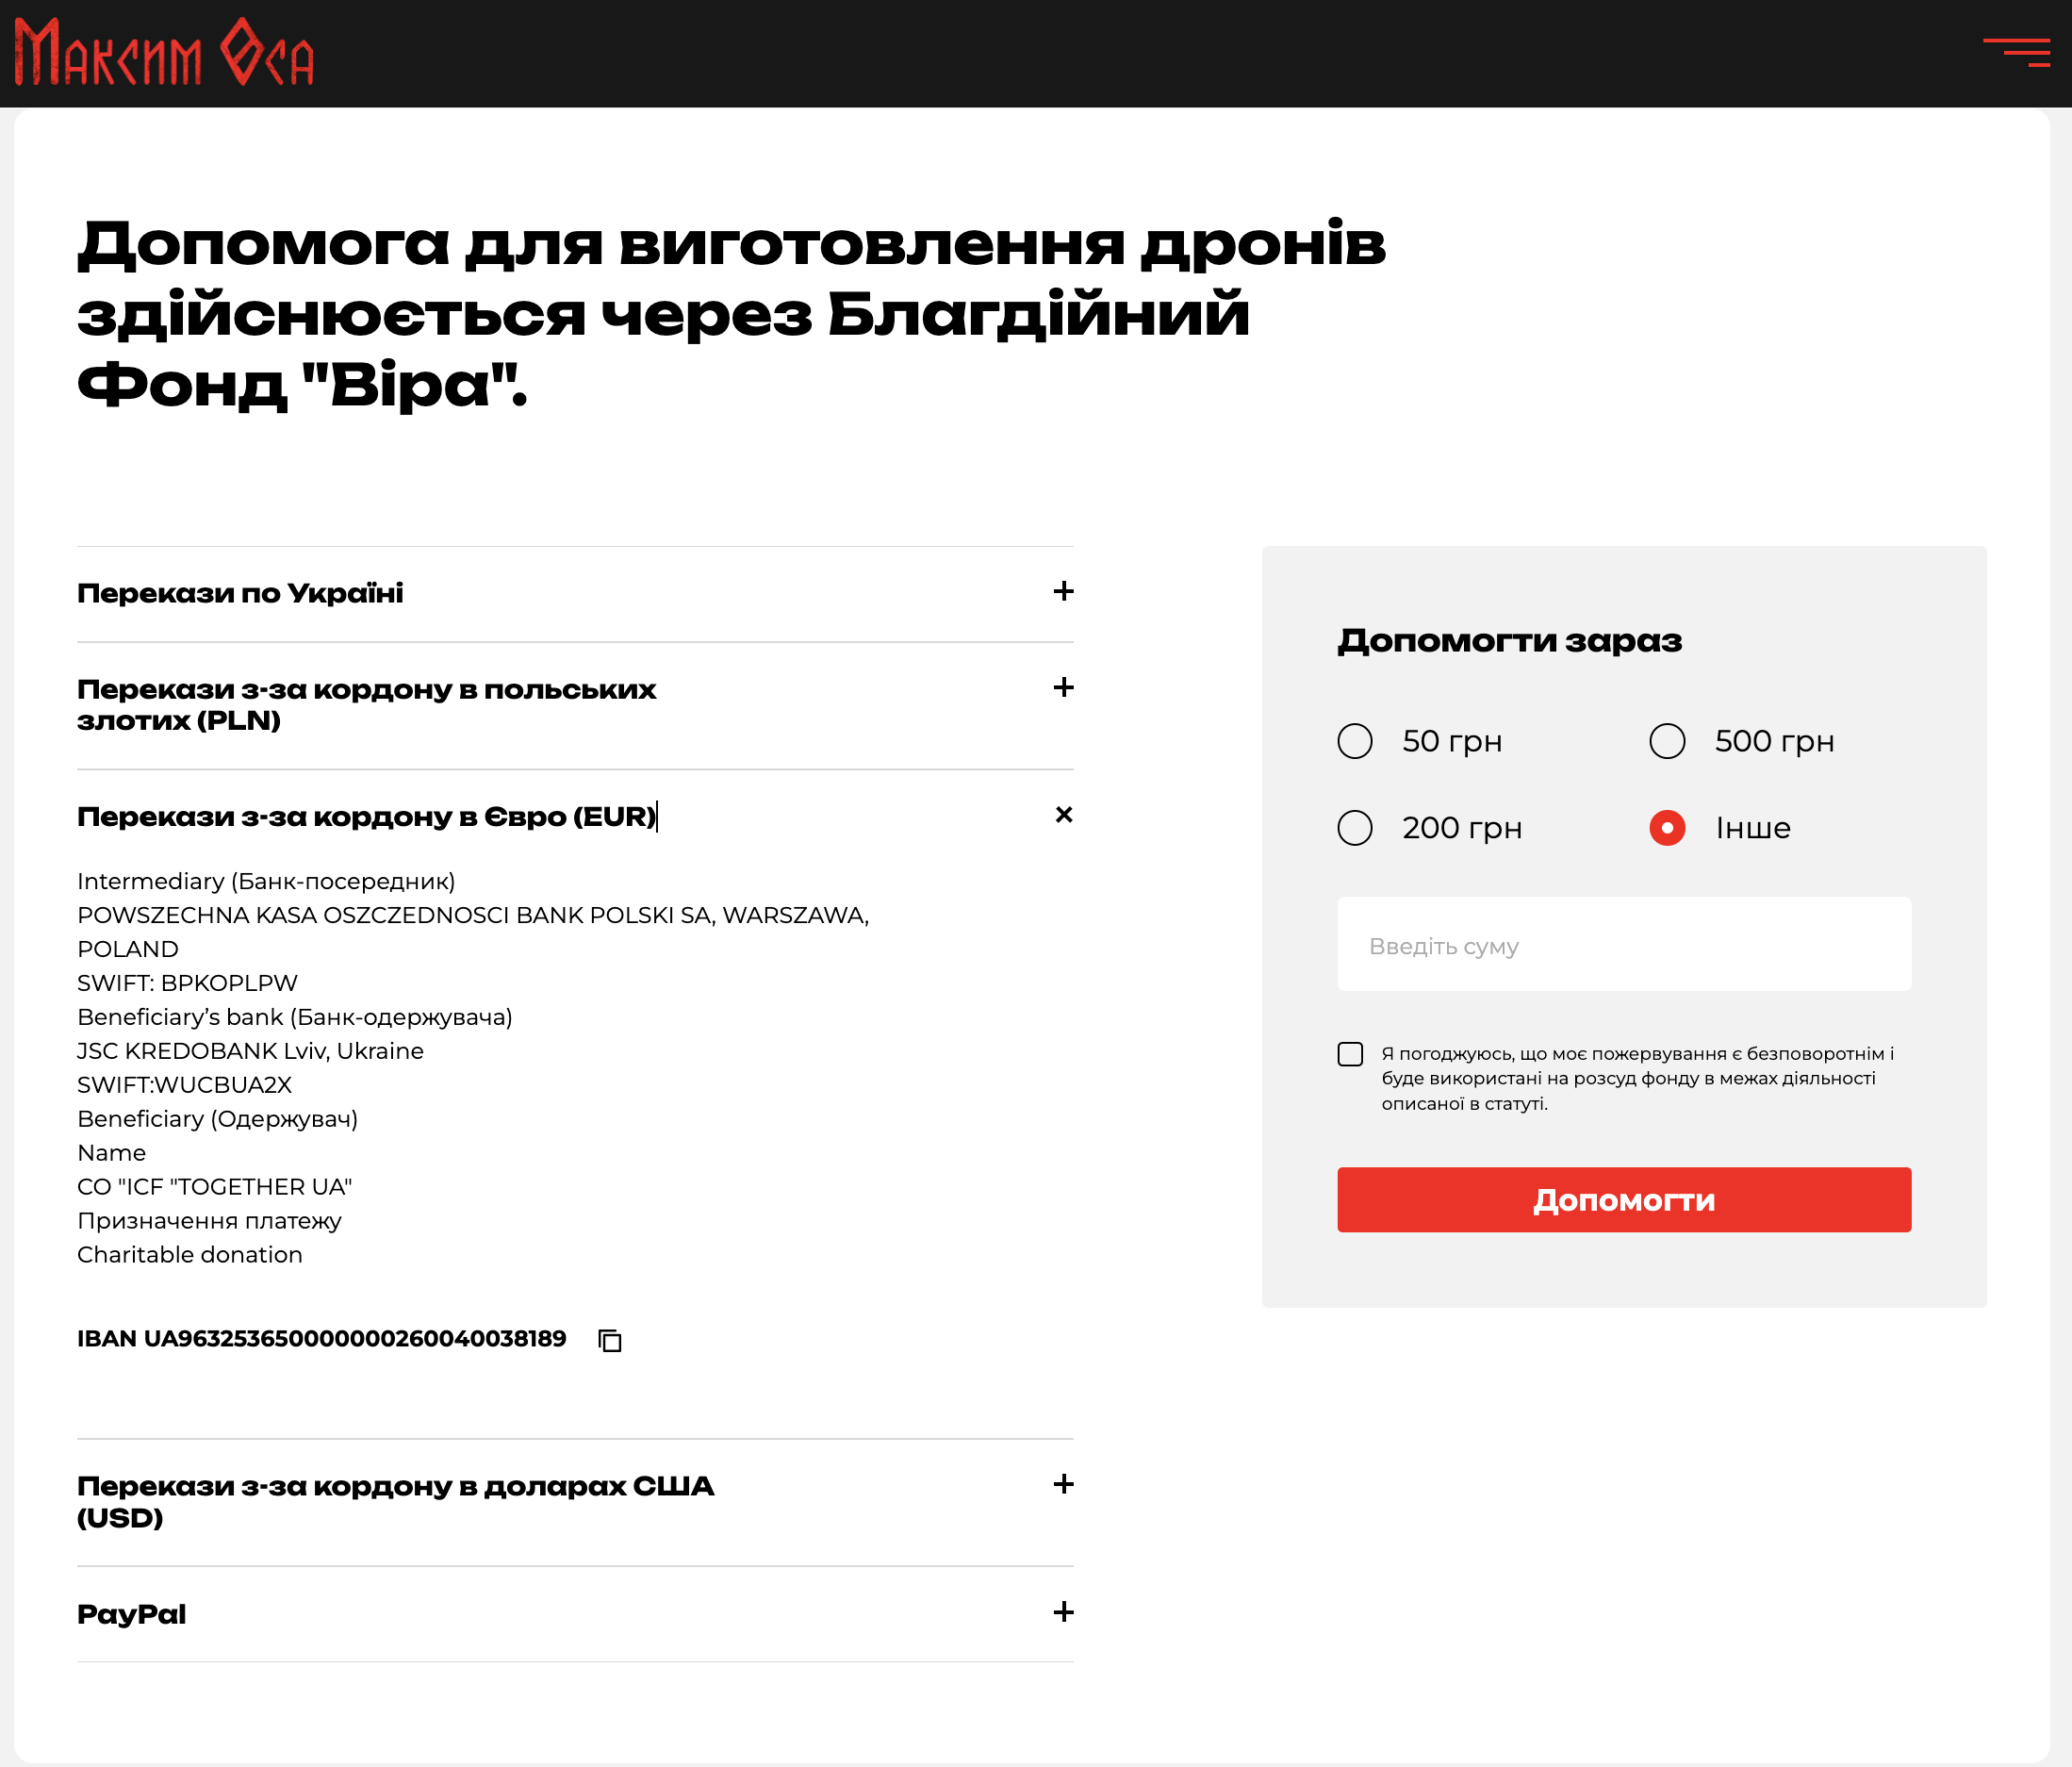 Максим Оса
Допомога для виготовлення дронів
здійснюється через Благдійний
Фонд "Віра".
Перекази по Україні
Перекази з-за кордону в польських
злотих (PLN)
Перекази з-за кордону в Євро (EUR)
Intermediary (Банк-посередник)
POWSZECHNA KASA OSZCZEDNOSCI BANK POLSKI SA, WARSZAWA,
POLAND
SWIFT: BPKOPLPW
Beneficiary’s bank (Банк-одержувача)
JSC KREDOBANK Lviv, Ukraine
SWIFT:WUCBUA2X
Beneficiary (Одержувач)
Name
CO "ICF "TOGETHER UA"
Призначення платежу
Charitable donation
IBAN UA963253650000000260040038189
Перекази з-за кордону в доларах США
(USD)
PayPal
Допомогти зараз
50 грн
500 грн
200 грн
Інше
Введіть суму
Я погоджуюсь, що моє пожервування є безповоротнім і
буде використані на розсуд фонду в межах діяльності
описаної в статуті.
Допомогти